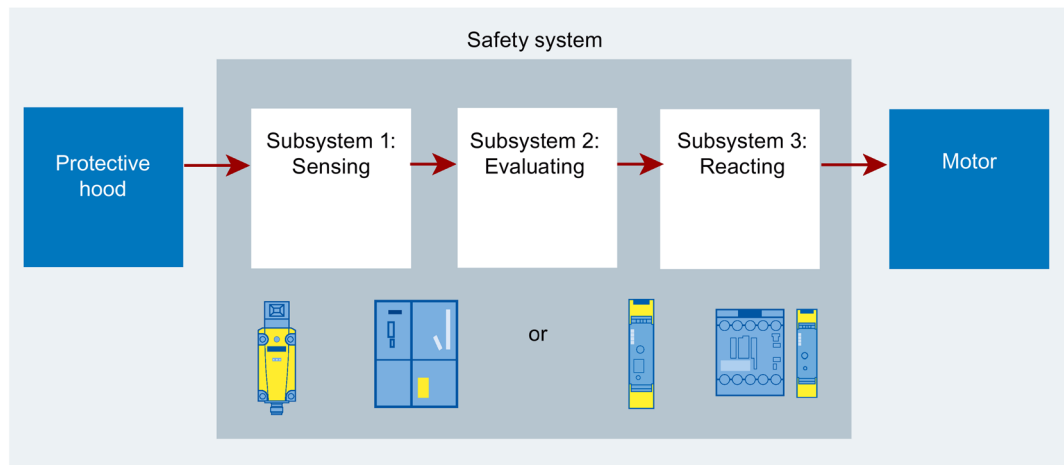 Safety system
Protective
hood
Subsystem 1:
Sensing
Subsystem 2:
Evaluating
Subsystem 3:
Reacting
Motor
or